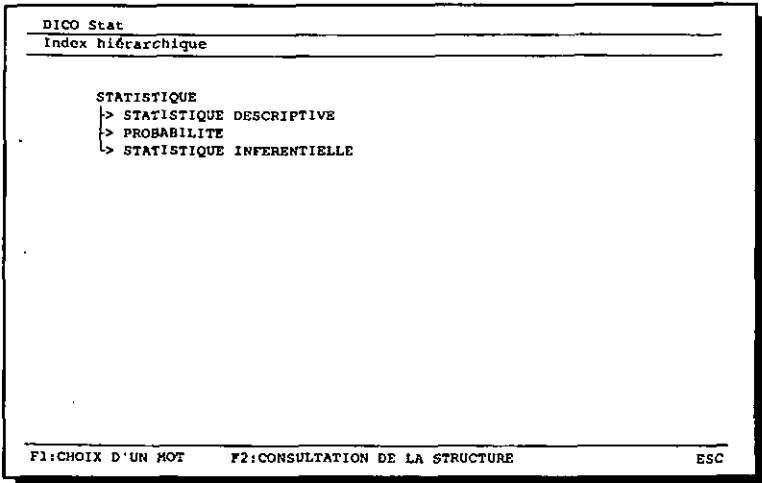 DICO Stat
Index hiérarchique
STATISTIQUE
> STATISTIQUE DESCRIPTIVE
> PROBABILITE
> STATISTIQUE INFERENTIELLE
F1:CHOIX D'UN MOT F2:CONSULTATION DE LA STRUCTURE ESC